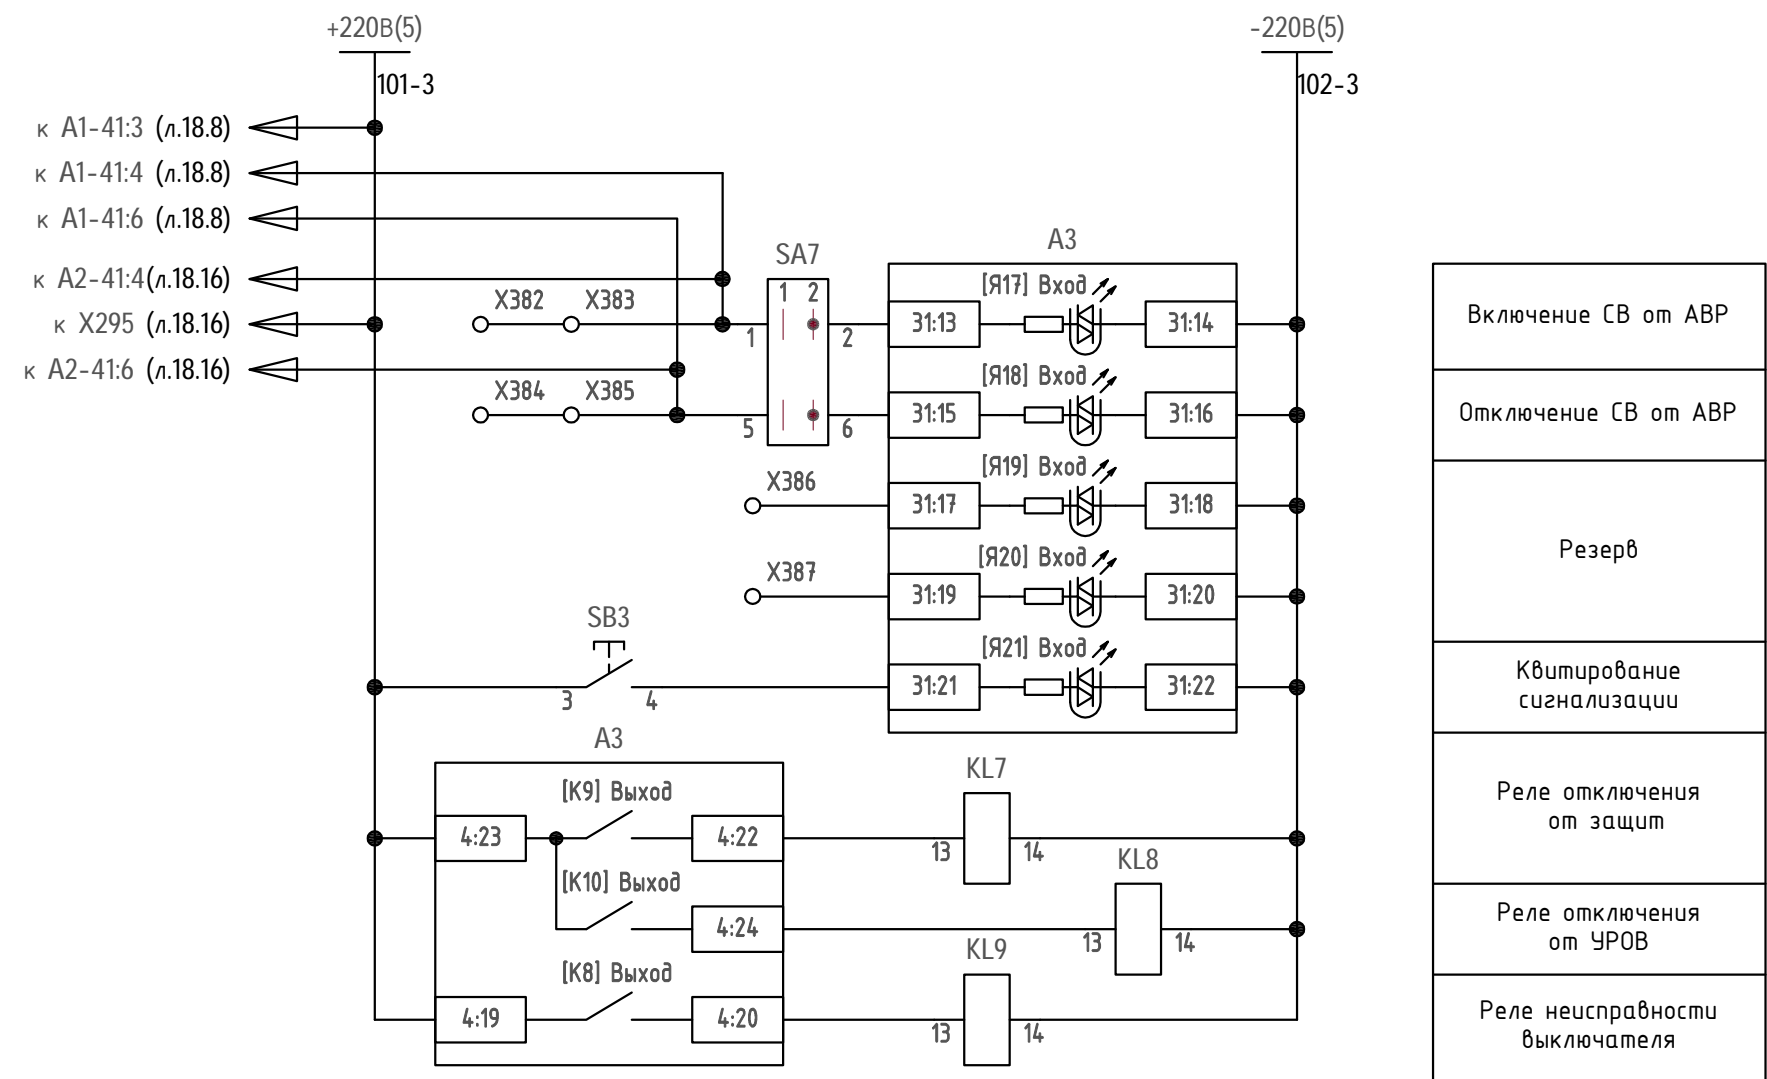 +220В(5)
-220В(5)
101-3
102-3
к А1-41:3 (л.18.8)
к А1-41:4 (л.18.8)
к А1-41:6 (л.18.8)
к А2-41:4(л.18.16)
к X295 (л.18.16)
к А2-41:6 (л.18.16)
X382
X383
X384
X385
SA7
1 2
1
2
5
6
А3
[Я17] Вход
31:13
31:14
[Я18] Вход
31:15
31:16
[Я19] Вход
X386
31:17
31:18
[Я20] Вход
X387
31:19
31:20
[Я21] Вход
SB3
3
4
31:21
31:22
А3
[K9] Выход
4:23
4:22
KL7
13
14
[K10] Выход
4:24
KL8
13
14
[K8] Выход
4:19
4:20
KL9
13
14
Включение СВ от АВР
Отключение СВ от АВР
Резерв
Квитирование
сигнализации
Реле отключения
от защит
Реле отключения
от УРОВ
Реле неисправности
выключателя